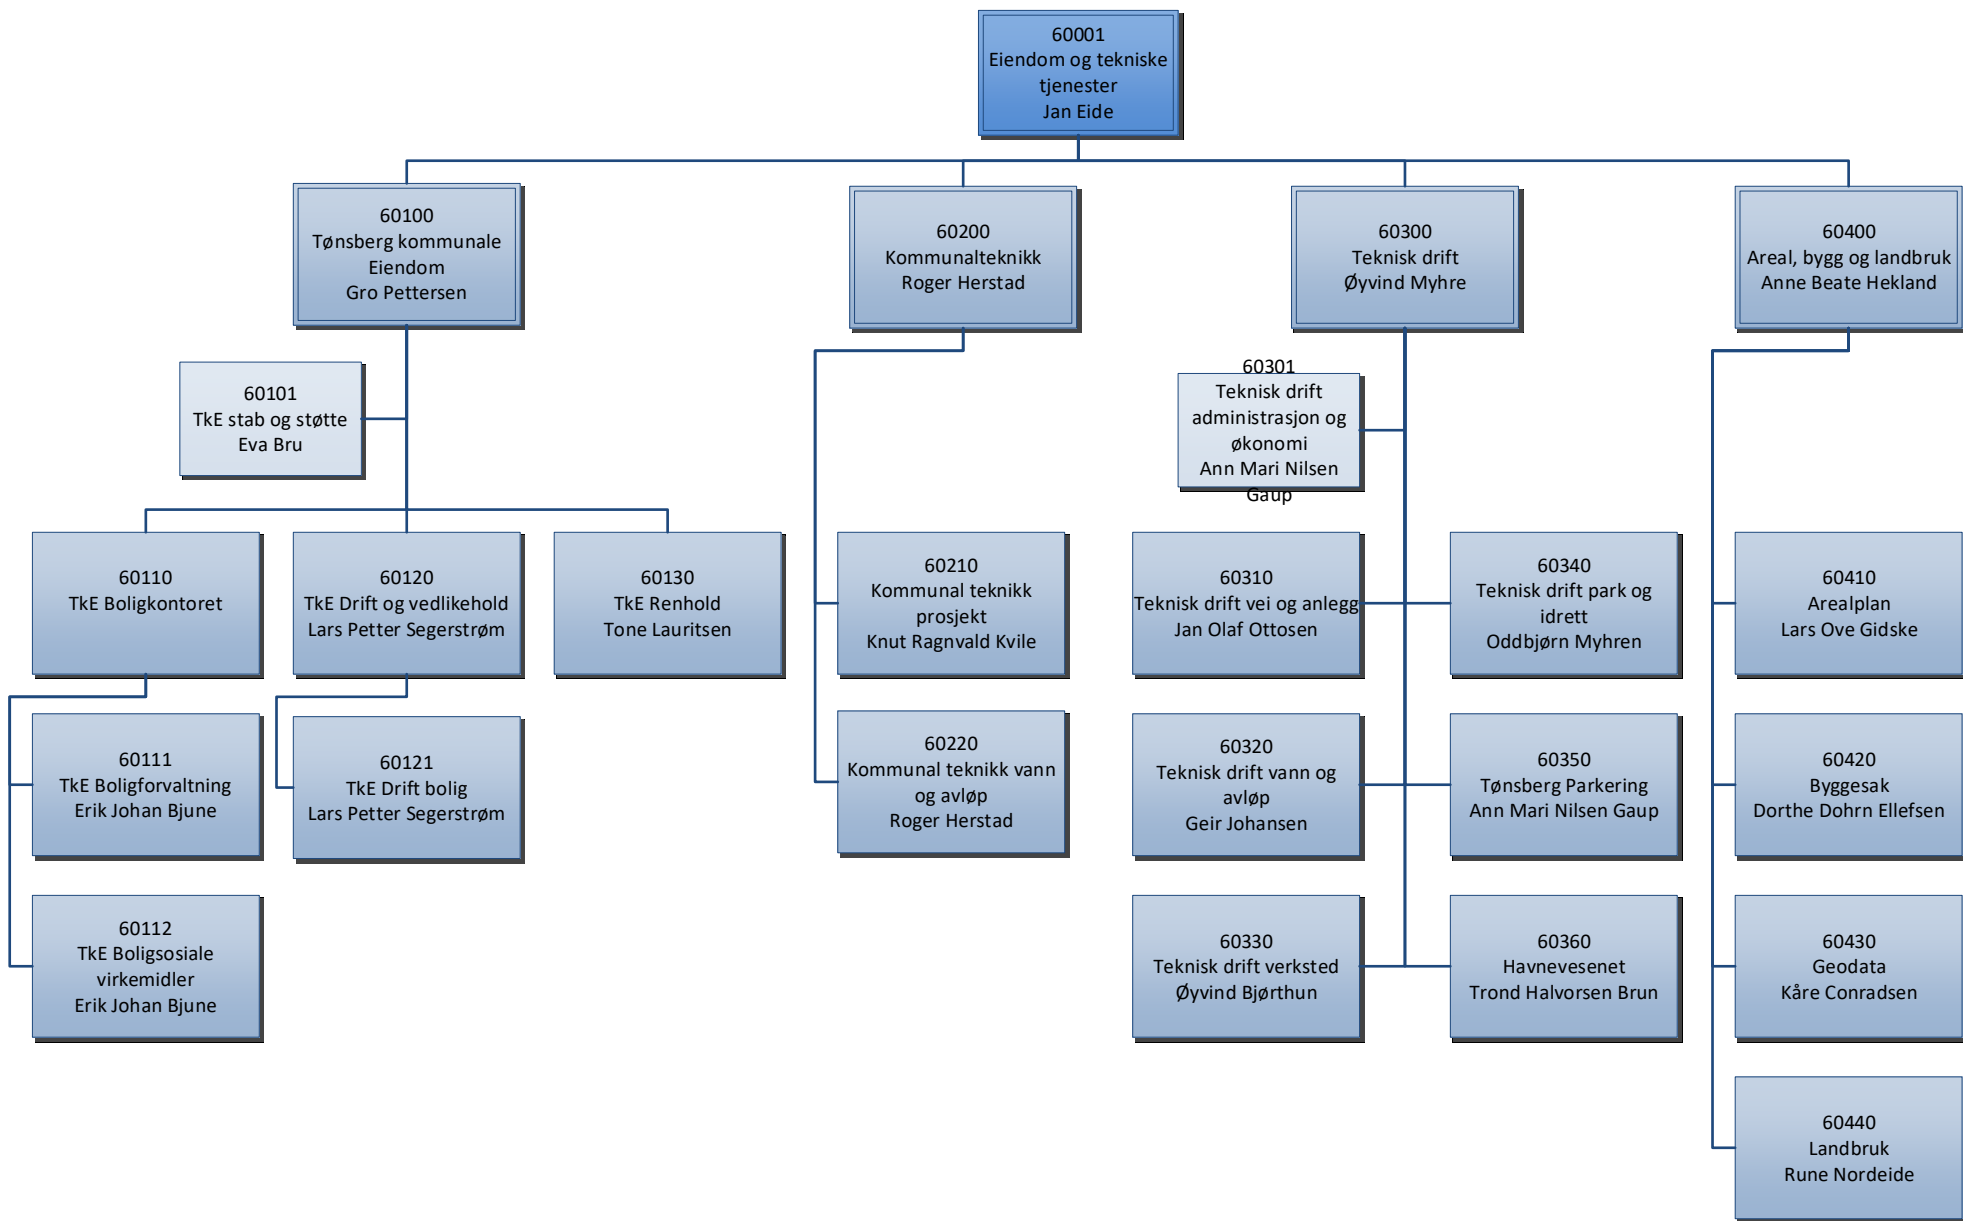 60001
Eiendom og tekniske
tjenester
Jan Eide
60100
Tønsberg kommunale
Eiendom
Gro Pettersen
60200
Kommunalteknikk
Roger Herstad
60300
Teknisk drift
Øyvind Myhre
60400
Areal, bygg og landbruk
Anne Beate Hekland
60101
TkE stab og støtte
Eva Bru
60301
Teknisk drift
administrasjon og
økonomi
Ann Mari Nilsen
Gaup
60110
TkE Boligkontoret
60120
TkE Drift og vedlikehold
Lars Petter Segerstrøm
60130
TkE Renhold
Tone Lauritsen
60210
Kommunal teknikk
prosjekt
Knut Ragnvald Kvile
60310
Teknisk drift vei og anlegg
Jan Olaf Ottosen
60340
Teknisk drift park og
idrett
Oddbjørn Myhren
60410
Arealplan
Lars Ove Gidske
60111
TkE Boligforvaltning
Erik Johan Bjune
60121
TkE Drift bolig
Lars Petter Segerstrøm
60220
Kommunal teknikk vann
og avløp
Roger Herstad
60320
Teknisk drift vann og
avløp
Geir Johansen
60350
Tønsberg Parkering
Ann Mari Nilsen Gaup
60420
Byggesak
Dorthe Dohrn Ellefsen
60112
TkE Boligsosiale
virkemidler
Erik Johan Bjune
60330
Teknisk drift verksted
Øyvind Bjørthun
60360
Havnevesenet
Trond Halvorsen Brun
60430
Geodata
Kåre Conradsen
60440
Landbruk
Rune Nordeide